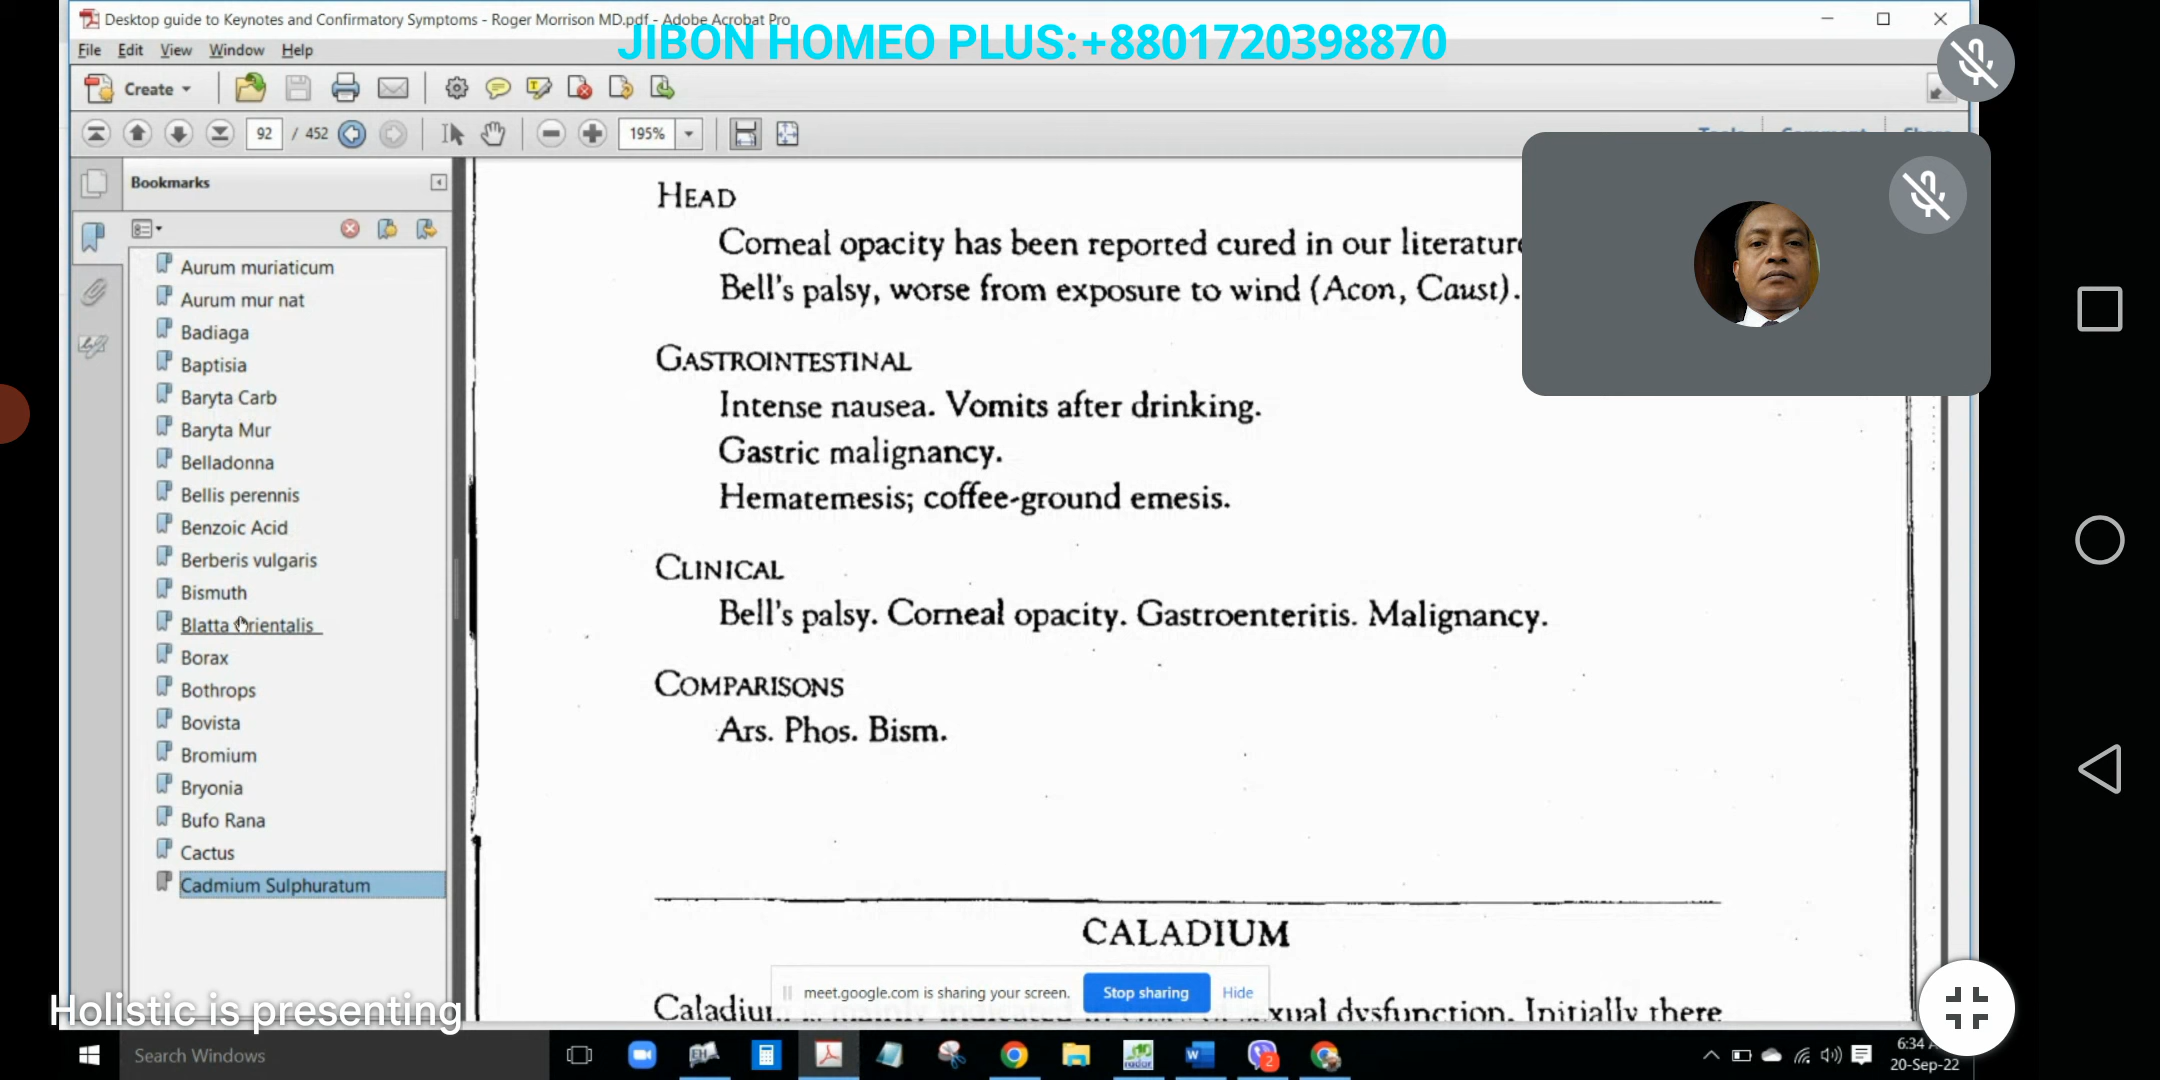 Desktop guide to Keynotes and Confirmatory Symptoms - Roger Morrison MD.pdf - Adobe Acrobat Pro
JIBON HOMEO PLUS:+8801720398870
File Edit View Window Help
Create
92 / 452 195%
Bookmarks
Aurum muriaticum
Aurum mur nat
Badiaga
Baptisia
Baryta Carb
Baryta Mur
Belladonna
Bellis perennis
Benzoic Acid
Berberis vulgaris
Bismuth
Blatta Orientalis
Borax
Bothrops
Bovista
Bromium
Bryonia
Bufo Rana
Cactus
Cadmium Sulphuratum
HEAD
Corneal opacity has been reported cured in our literature
Bell's palsy, worse from exposure to wind (Acon, Caust).
GASTROINTESTINAL
Intense nausea. Vomits after drinking.
Gastric malignancy.
Hematemesis; coffee-ground emesis.
CLINICAL
Bell's palsy. Corneal opacity. Gastroenteritis. Malignancy.
COMPARISONS
Ars. Phos. Bism.
CALADIUM
dysfunction. Initially there
meet.google.com is sharing your screen. Stop sharing Hide
Holistic is presenting
Search Windows
6:34
20-Sep-22